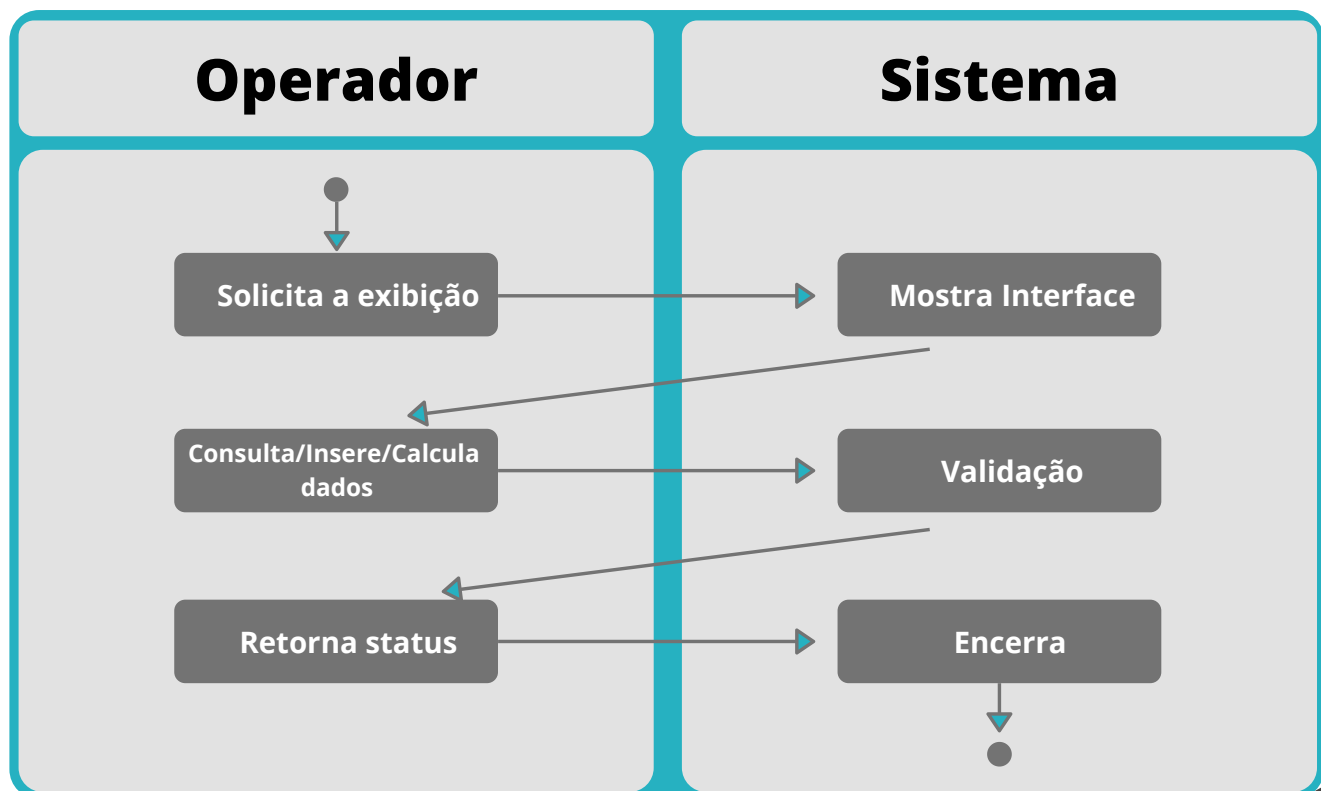 Operador
Sistema
Solicita a exibição
Mostra Interface
Consulta/Insere/Calcula
dados
Validação
Retorna status
Encerra